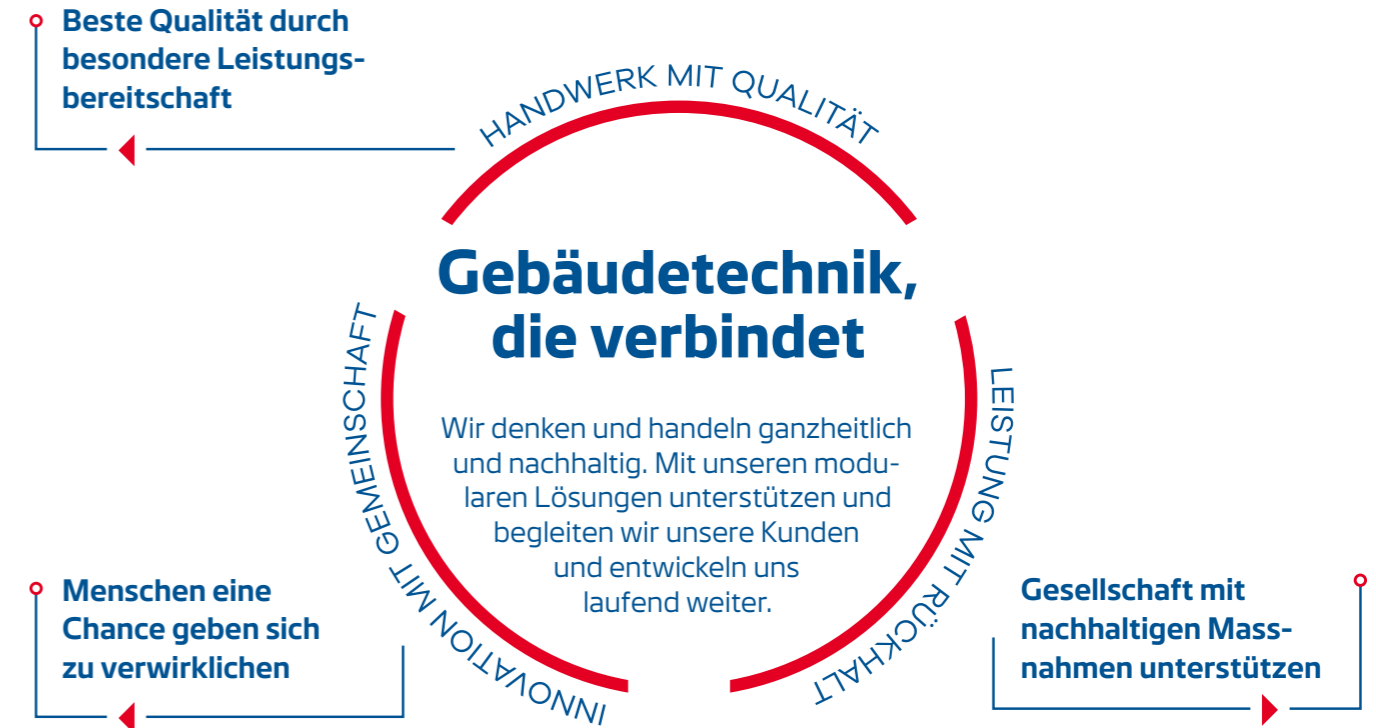 Beste Qualität durch
besondere Leistungs-
bereitschaft
HANDWERK MIT QUALITÄT
Gebäudetechnik,
die verbindet
Wir denken und handeln ganzheitlich
und nachhaltig. Mit unseren modu-
laren Lösungen unterstützen und
begleiten wir unsere Kunden
und entwickeln uns
laufend weiter.
INNOVATION MIT GEMEINSCHAFT
LEISTUNG MIT RÜCKHALT
Menschen eine
Chance geben sich
zu verwirklichen
Gesellschaft mit
nachhaltigen Mass-
nahmen unterstützen